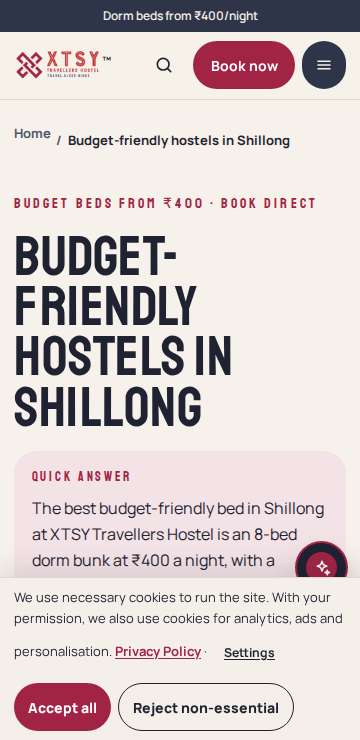 Dorm beds from ₹400/night
XTSY™
TRAVELLERS HOSTEL
Book now
Home / Budget-friendly hostels in Shillong
BUDGET BEDS FROM ₹400 · BOOK DIRECT
BUDGET-
FRIENDLY
HOSTELS IN
SHILLONG
QUICK ANSWER
The best budget-friendly bed in Shillong
at XTSY Travellers Hostel is an 8-bed
dorm bunk at ₹400 a night, with a
We use necessary cookies to run the site. With your
permission, we also use cookies for analytics, ads and
personalisation. Privacy Policy · Settings
Accept all
Reject non-essential